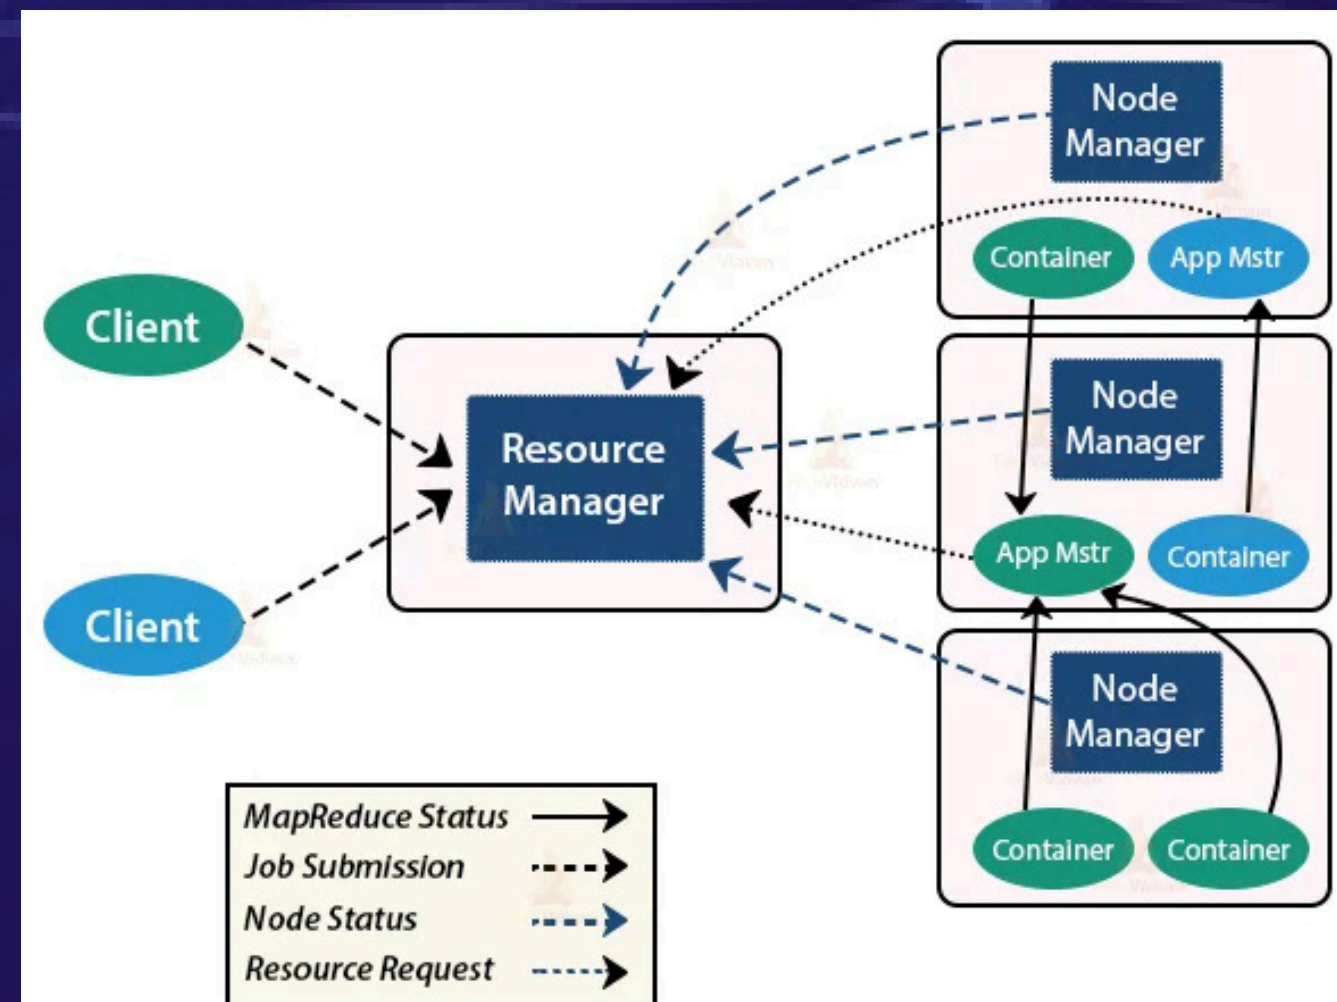 Node
Manager
Container
App Mstr
Client
Resource
Manager
Node
Manager
App Mstr
Container
Client
Node
Manager
Container
Container
MapReduce Status
Job Submission
Node Status
Resource Request